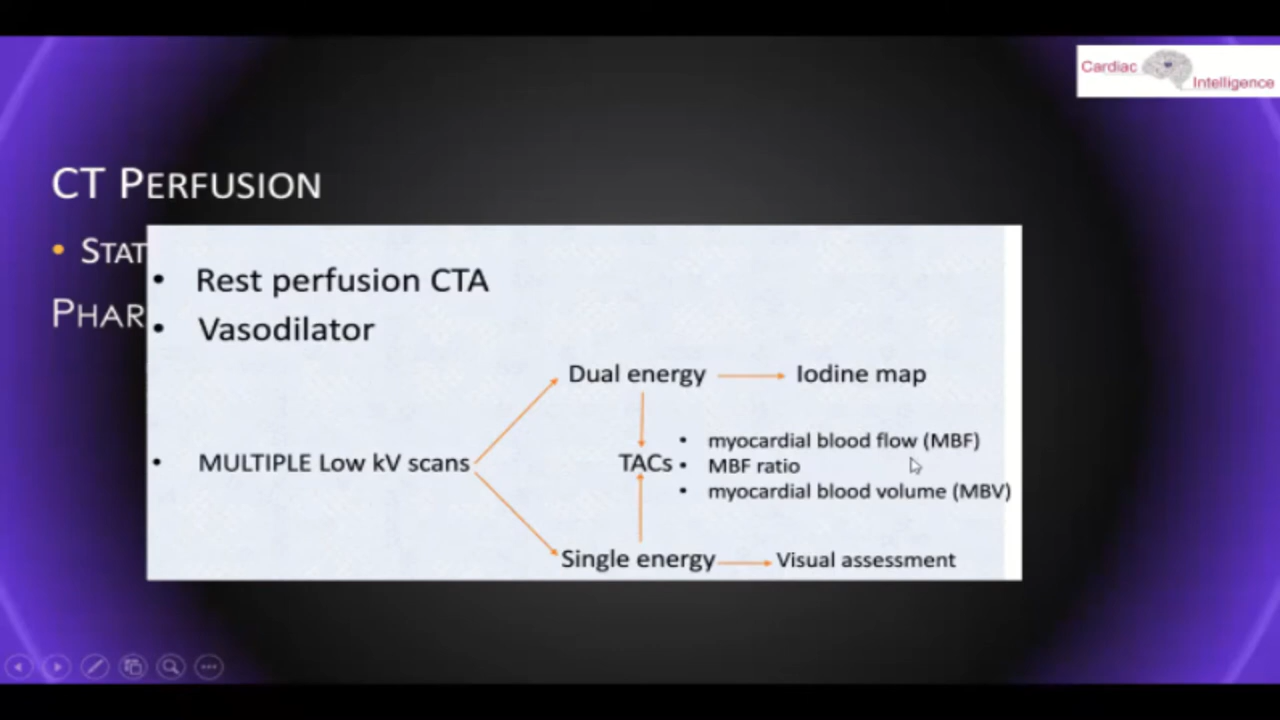 Cardiac
Intelligence
CT PERFUSION
• STAT
PHAR
• Rest perfusion CTA
• Vasodilator
Dual energy
Iodine map
• MULTIPLE Low kV scans
TACs
• myocardial blood flow (MBF)
• MBF ratio
• myocardial blood volume (MBV)
Single energy
Visual assessment